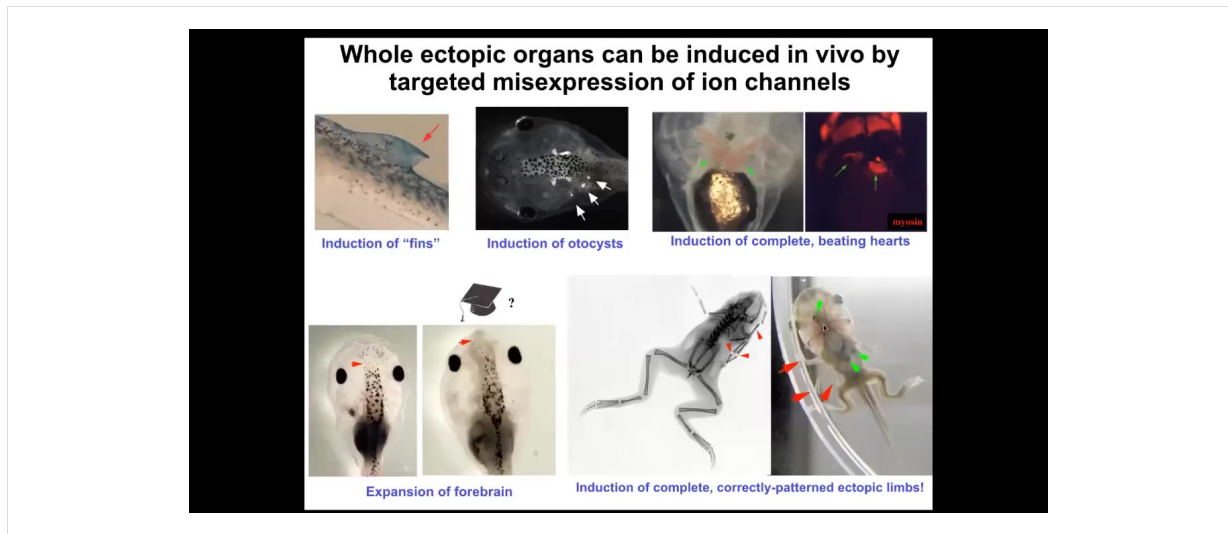 Whole ectopic organs can be induced in vivo by
targeted misexpression of ion channels
Induction of “fins”
Induction of otocysts
myosin
Induction of complete, beating hearts
?
Expansion of forebrain
Induction of complete, correctly-patterned ectopic limbs!